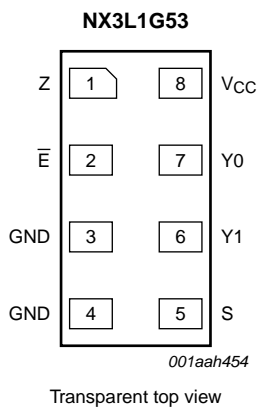 NX3L1G53
Z 1 8 VCC
E̅ 2 7 Y0
GND 3 6 Y1
GND 4 5 S
001aah454
Transparent top view